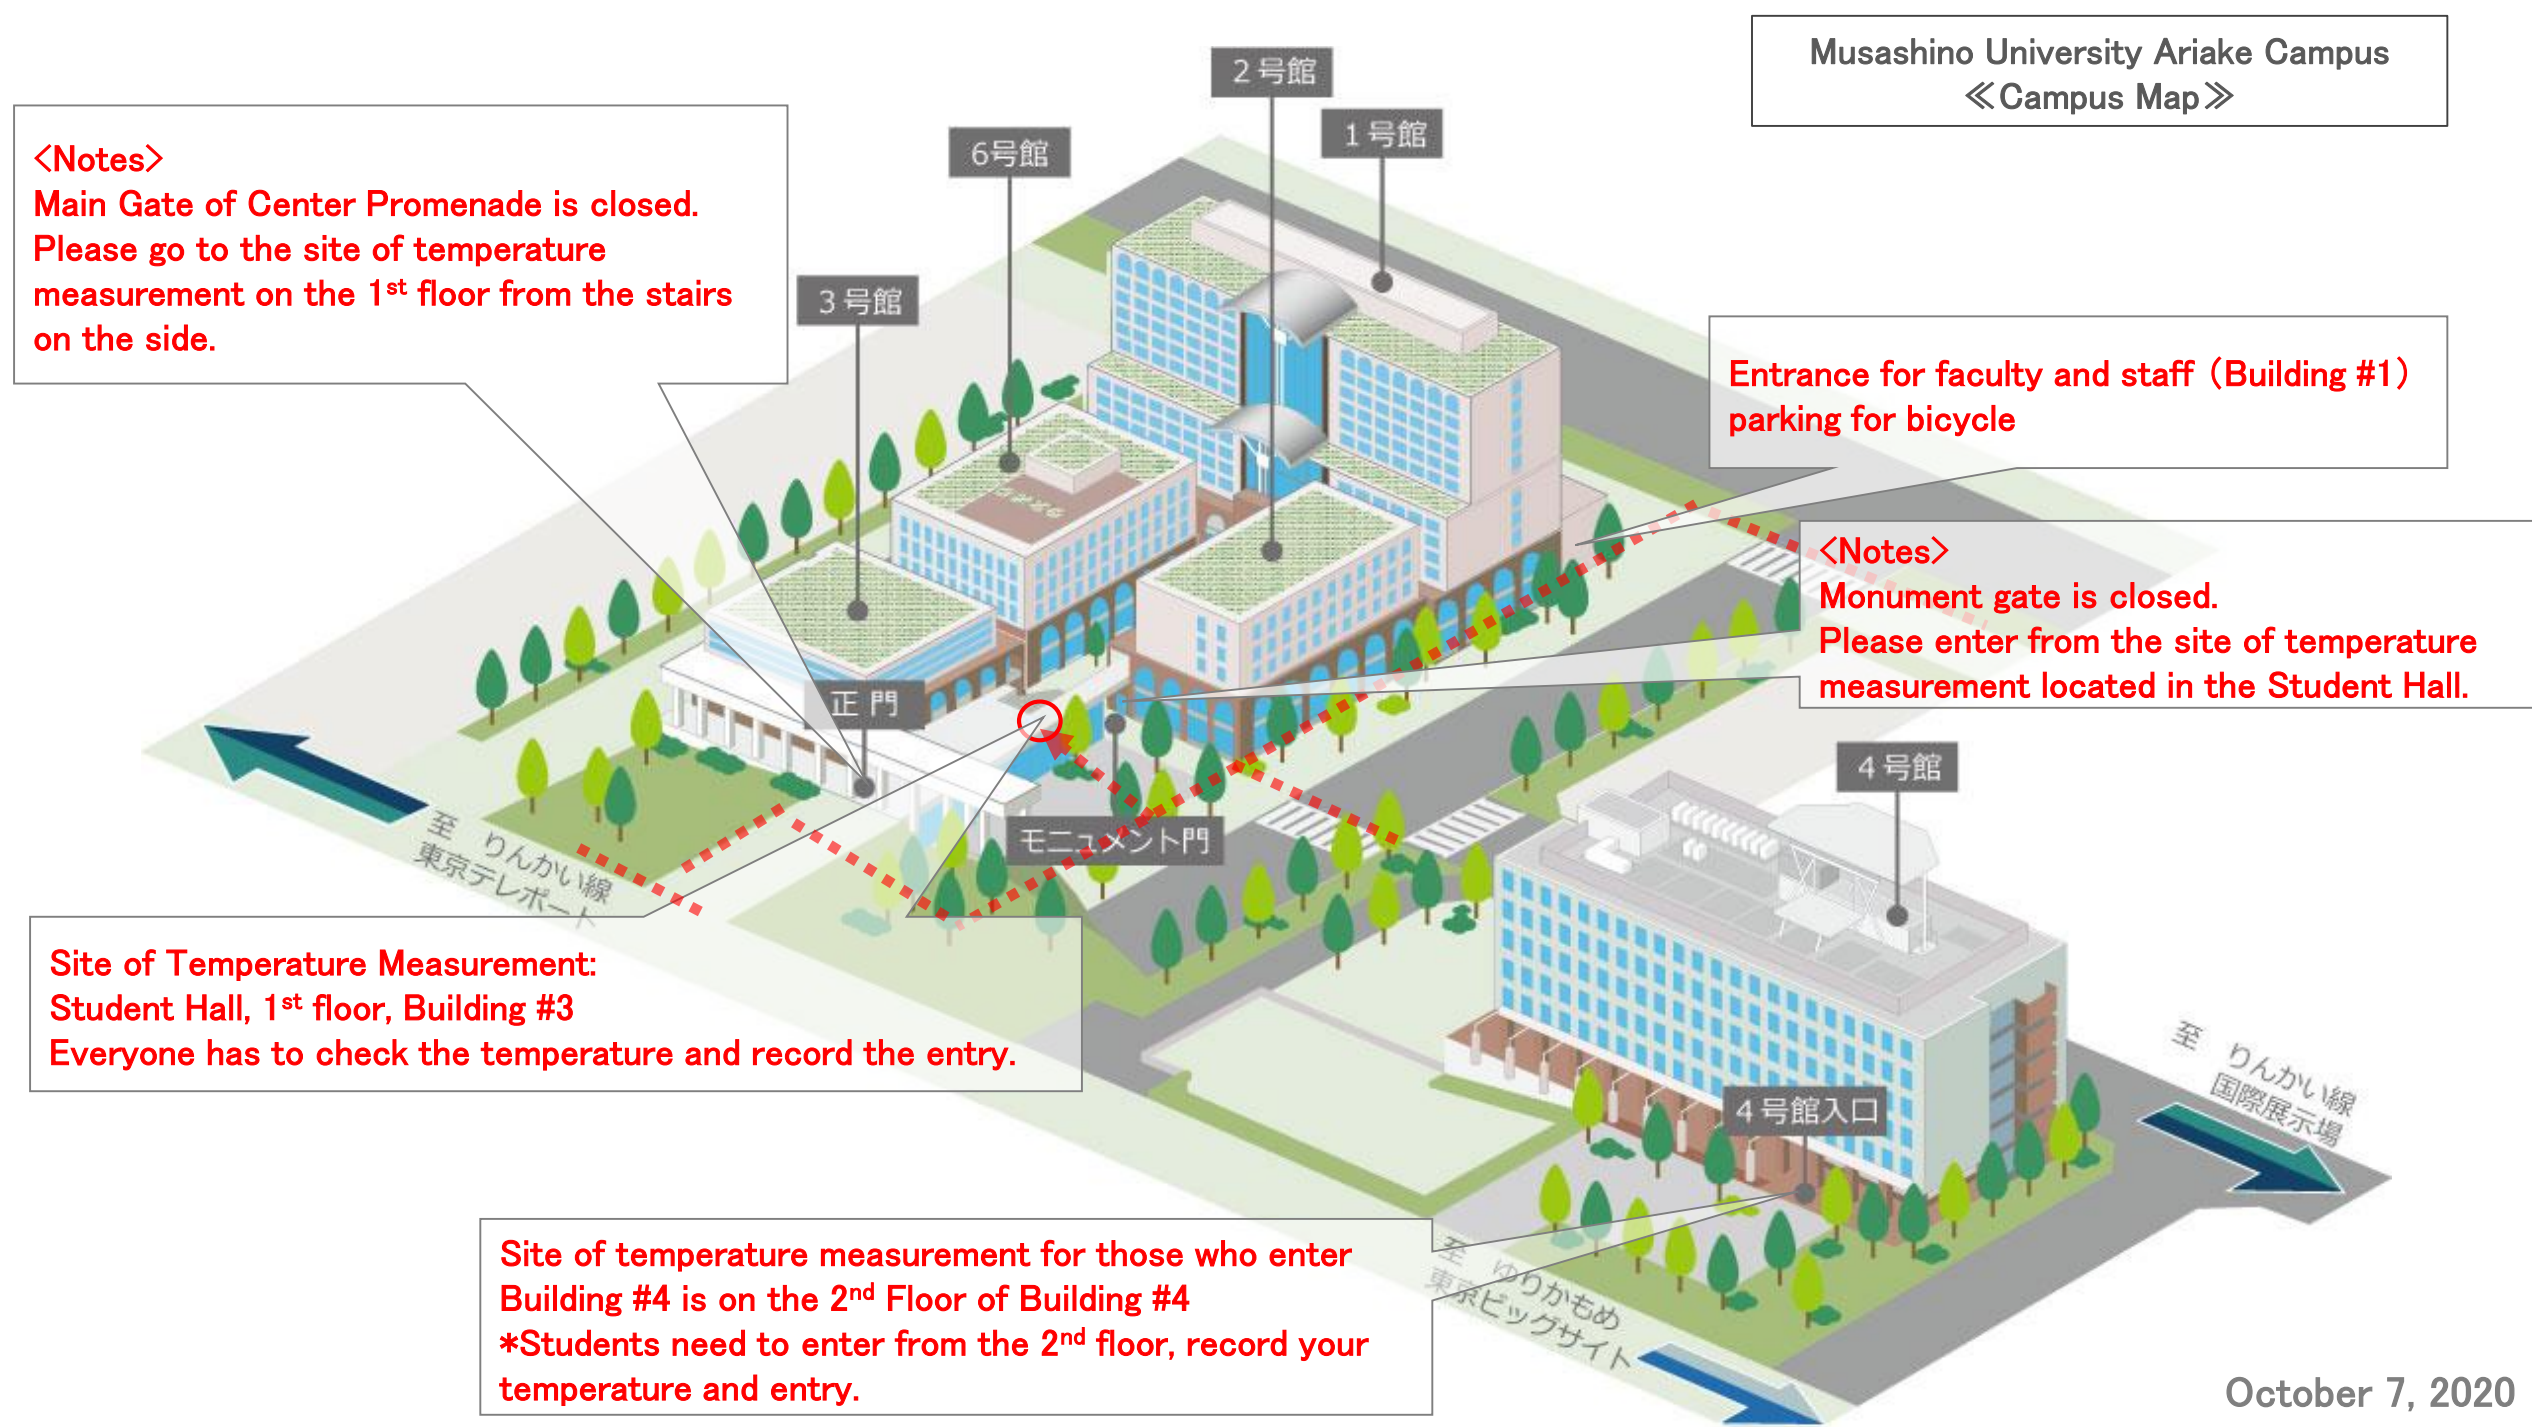 Musashino University Ariake Campus
≪Campus Map≫
２号館
１号館
6号館
３号館
<Notes>
Main Gate of Center Promenade is closed.
Please go to the site of temperature
measurement on the 1st floor from the stairs
on the side.
Entrance for faculty and staff（Building #1）
parking for bicycle
<Notes>
Monument gate is closed.
Please enter from the site of temperature
measurement located in the Student Hall.
正 門
４号館
モニュメント門
至　りんかい線
東京テレポート
Site of Temperature Measurement:
Student Hall, 1st floor, Building #3
Everyone has to check the temperature and record the entry.
至　りんかい線
国際展示場
４号館入口
Site of temperature measurement for those who enter
Building #4 is on the 2nd Floor of Building #4
*Students need to enter from the 2nd floor, record your
temperature and entry.
至　ゆりかもめ
東京ビッグサイト
October 7, 2020